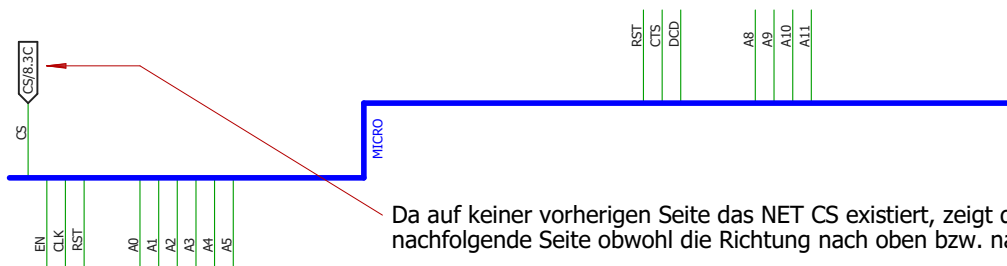 CS/8.3C
CS
EN
CLK
RST
A0
A1
A2
A3
A4
A5
MICRO
RST
CTS
DCD
A8
A9
A10
A11
Da auf keiner vorherigen Seite das NET CS existiert, zeigt
nachfolgende Seite obwohl die Richtung nach oben bzw.